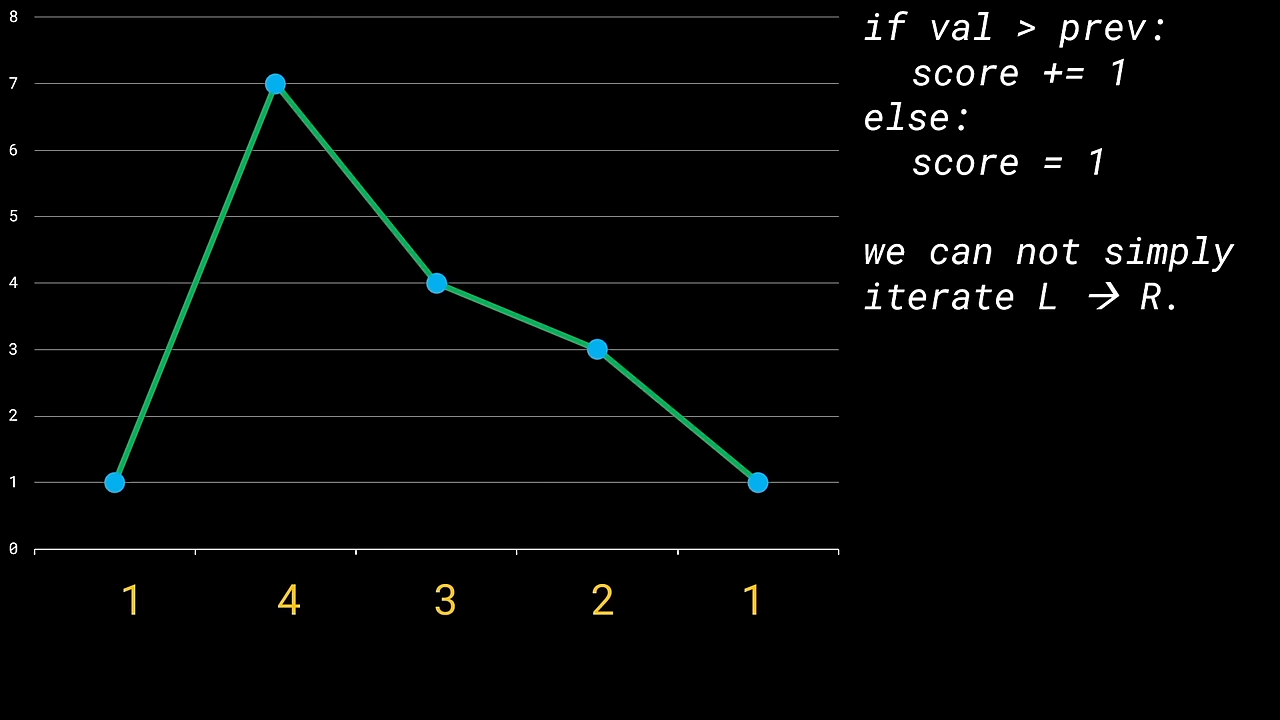 8
7
6
5
4
3
2
1
0
1 4 3 2 1
if val > prev:
  score += 1
else:
  score = 1
we can not simply
iterate L → R.